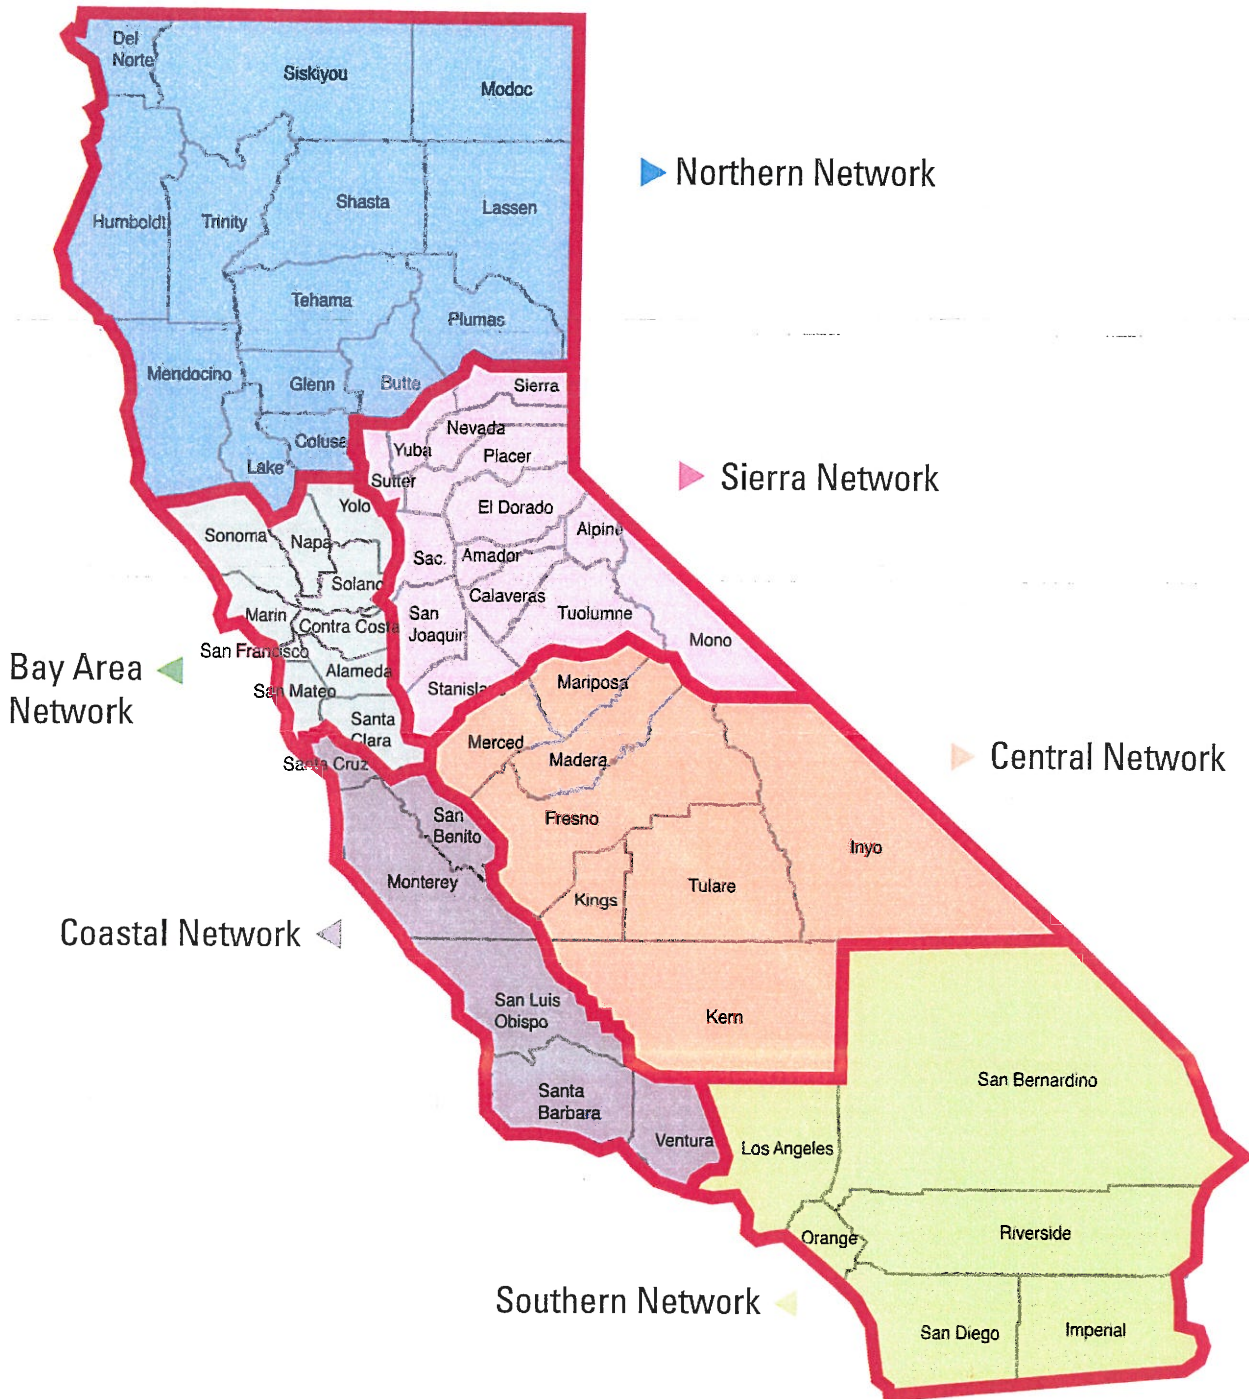 Del
Norte
Siskiyou
Modoc
Northern Network
Humboldt
Trinity
Shasta
Lassen
Tehama
Plumas
Mendocino
Glenn
Butte
Sierra
Colusa
Lake
Nevada
Yuba
Placer
Sutter
Sierra Network
Yolo
El Dorado
Sonoma
Napa
Alpine
Sac.
Amador
Solano
Calaveras
Marin
Contra Costa
San
Joaquin
Tuolumne
Mono
San Francisco
Bay Area
Network
Alameda
San Mateo
Stanisla
Mariposa
Santa
Clara
Merced
Santa Cruz
Madera
Central Network
San
Benito
Fresno
Inyo
Monterey
Kings
Tulare
Coastal Network
San Luis
Obispo
Kern
San Bernardino
Santa
Barbara
Ventura
Los Angeles
Orange
Riverside
Southern Network
San Diego
Imperial